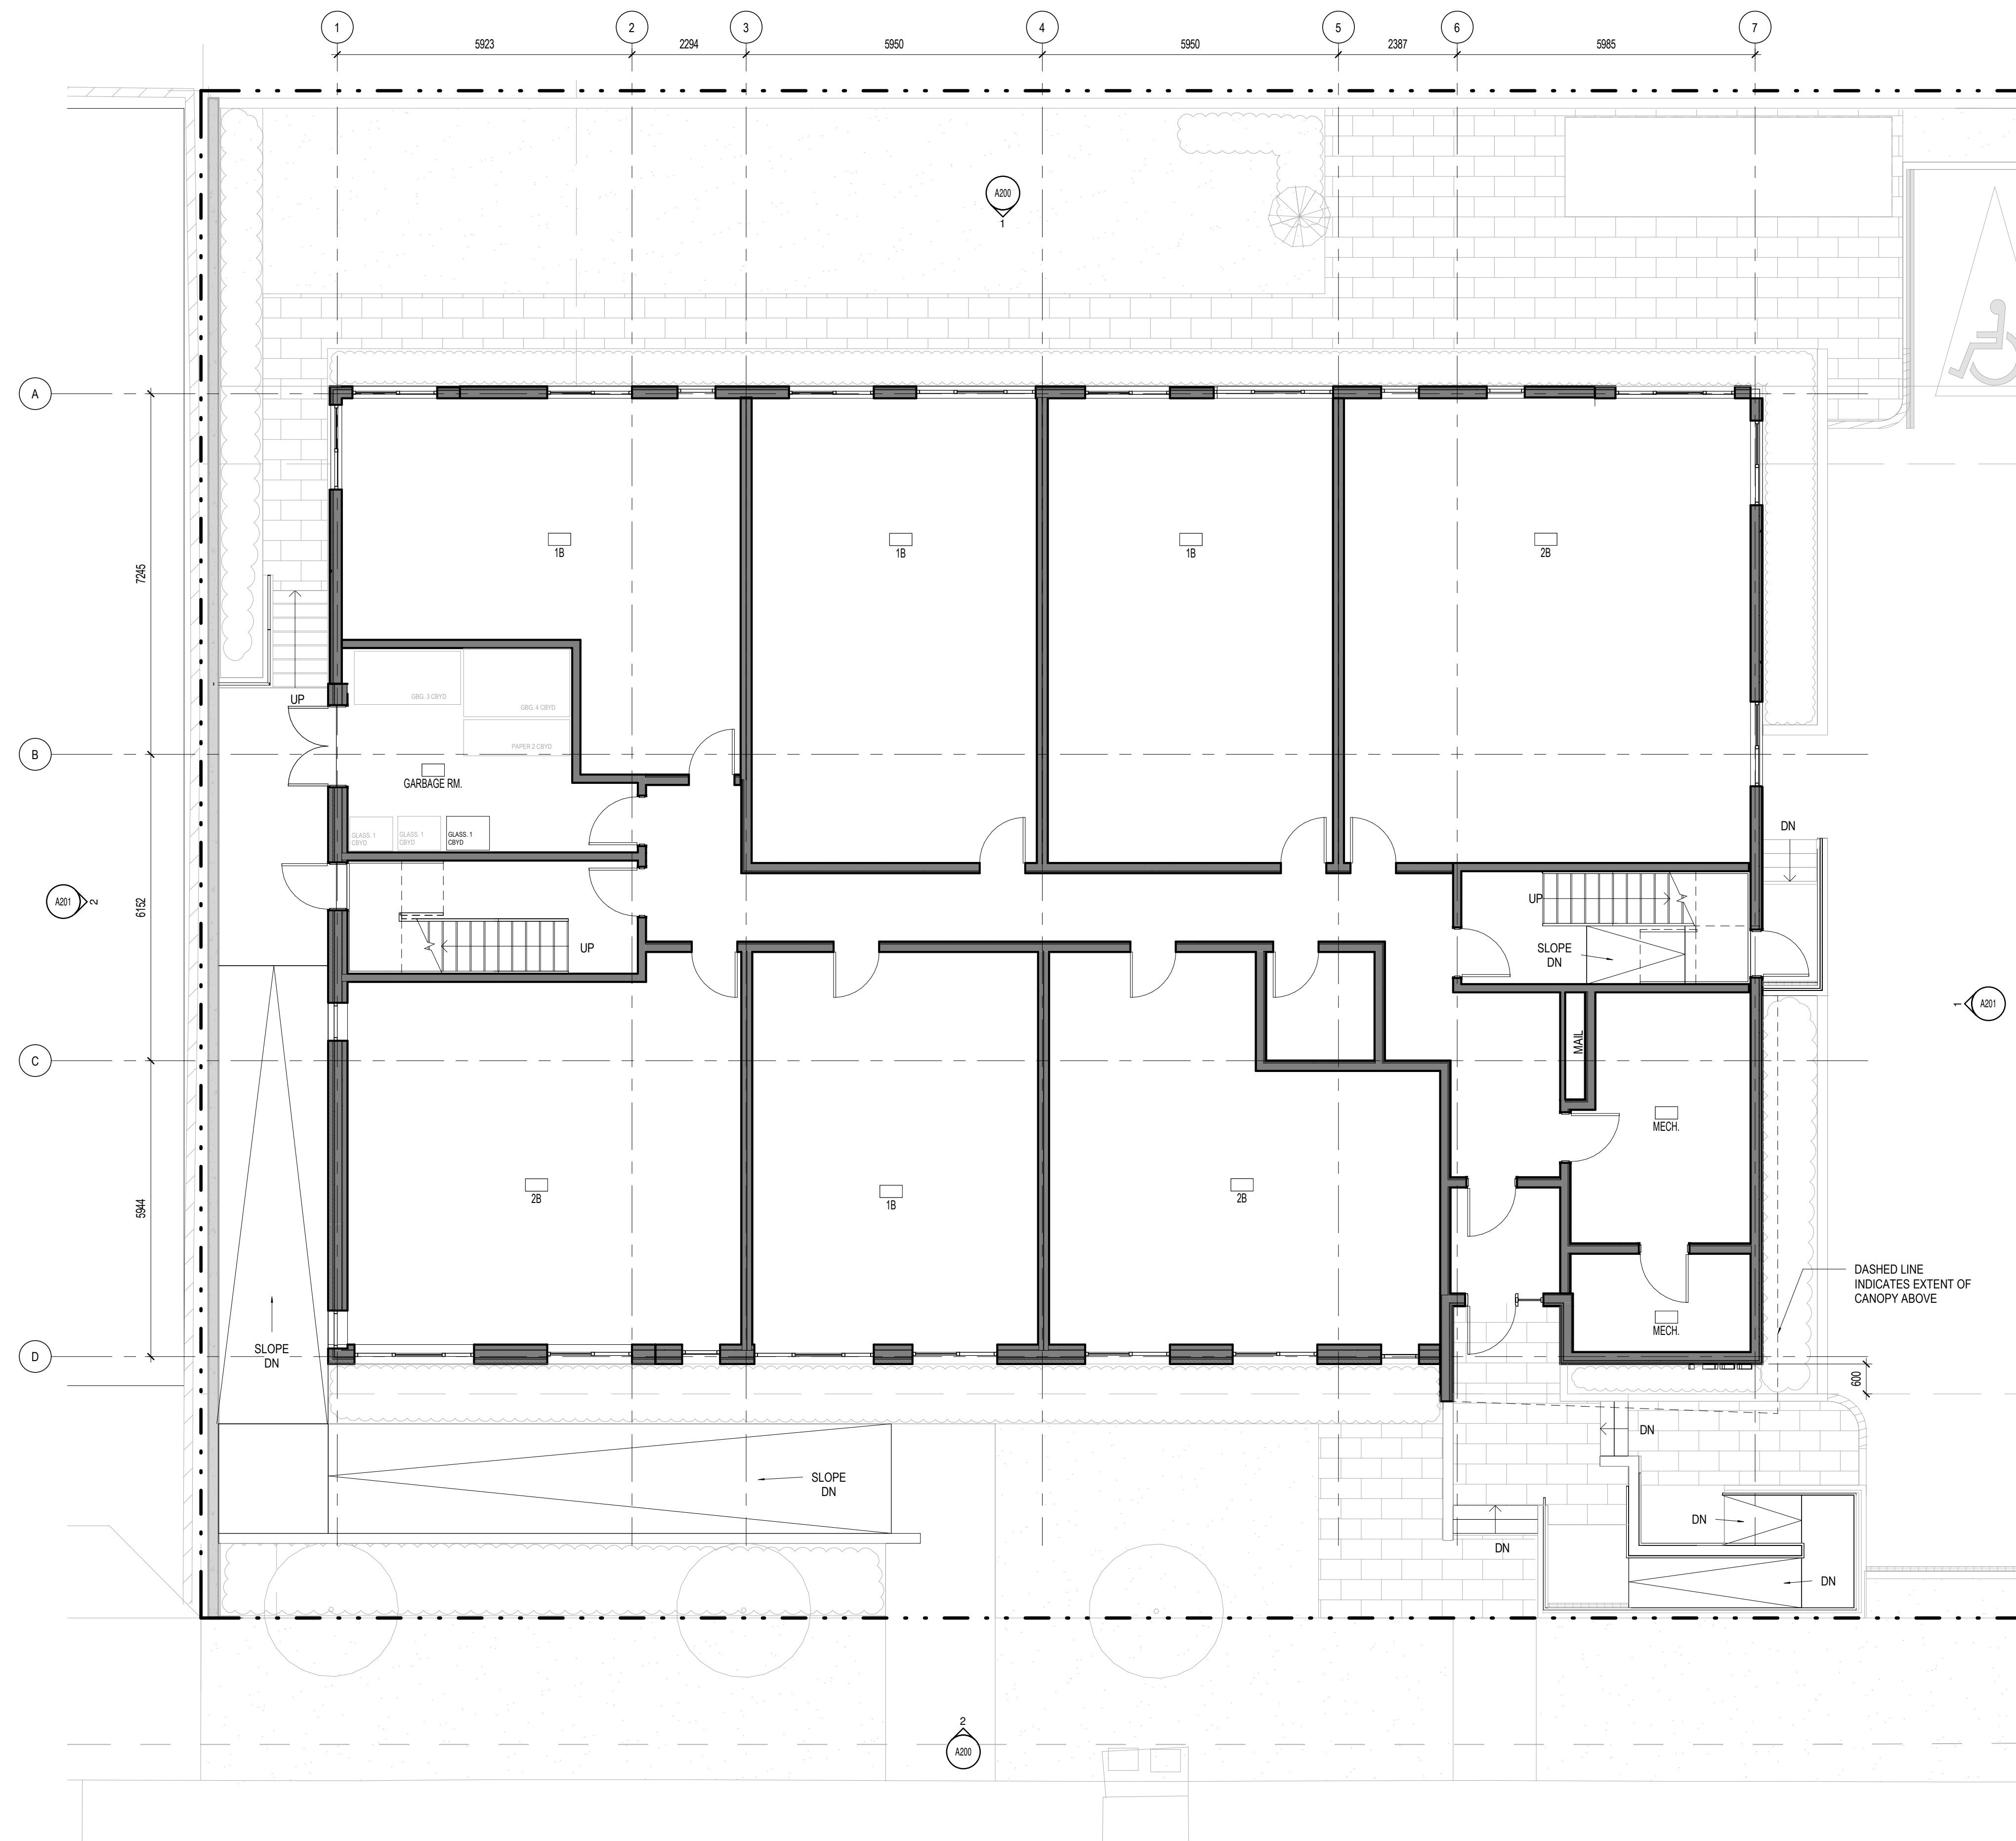 1
2
3
4
5
6
7
5923
2294
5950
5950
2387
5985
A200
1
A
7245
1B
1B
1B
2B
GBG. 3 CBYD
GBG. 4 CBYD
UP
PAPER 2 CBYD
B
GARBAGE RM.
GLASS. 1
CBYD
GLASS. 1
CBYD
GLASS. 1
CBYD
DN
A201
2
6152
UP
UP
SLOPE
DN
1
A201
MAIL
C
MECH.
5944
2B
1B
2B
DASHED LINE
INDICATES EXTENT OF
CANOPY ABOVE
MECH.
SLOPE
DN
D
600
DN
SLOPE
DN
DN
DN
DN
2
A200